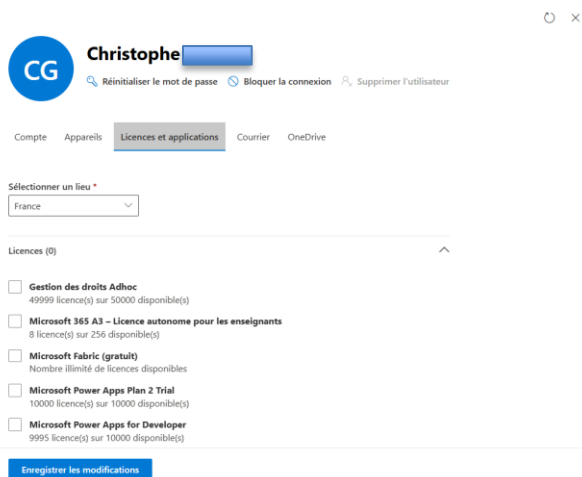 CG
Christophe
Réinitialiser le mot de passe Bloquer la connexion Supprimer l'utilisateur
Compte Appareils Licences et applications Courrier OneDrive
Sélectionner un lieu *
France
Licences (0)
Gestion des droits Adhoc
49999 licence(s) sur 50000 disponible(s)
Microsoft 365 A3 – Licence autonome pour les enseignants
8 licence(s) sur 256 disponible(s)
Microsoft Fabric (gratuit)
Nombre illimité de licences disponibles
Microsoft Power Apps Plan 2 Trial
10000 licence(s) sur 10000 disponible(s)
Microsoft Power Apps for Developer
9995 licence(s) sur 10000 disponible(s)
Enregistrer les modifications